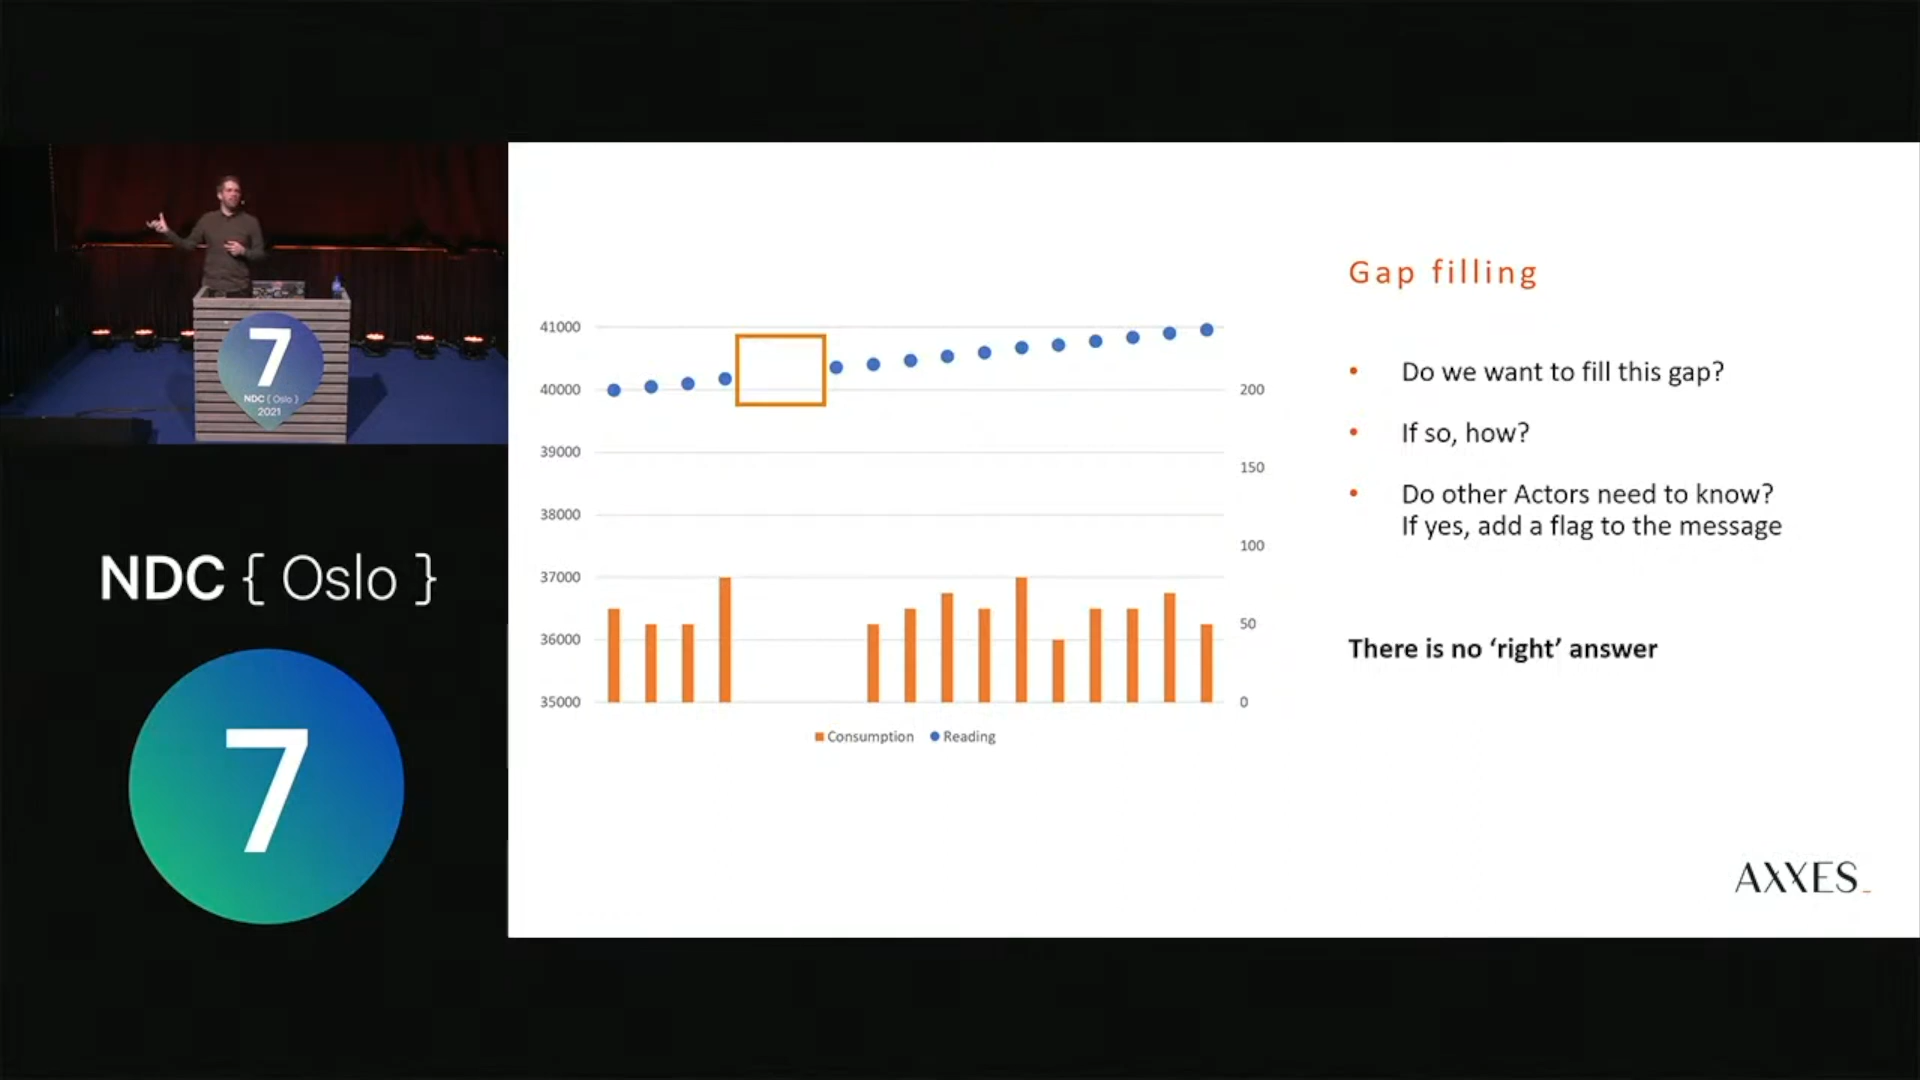 7
NDC { Oslo }
2021
NDC { Oslo }
7
Gap filling
41000
40000
39000
38000
37000
36000
35000
200
150
100
50
0
Consumption
Reading
• Do we want to fill this gap?
• If so, how?
• Do other Actors need to know?
If yes, add a flag to the message
There is no ‘right’ answer
AXXES_